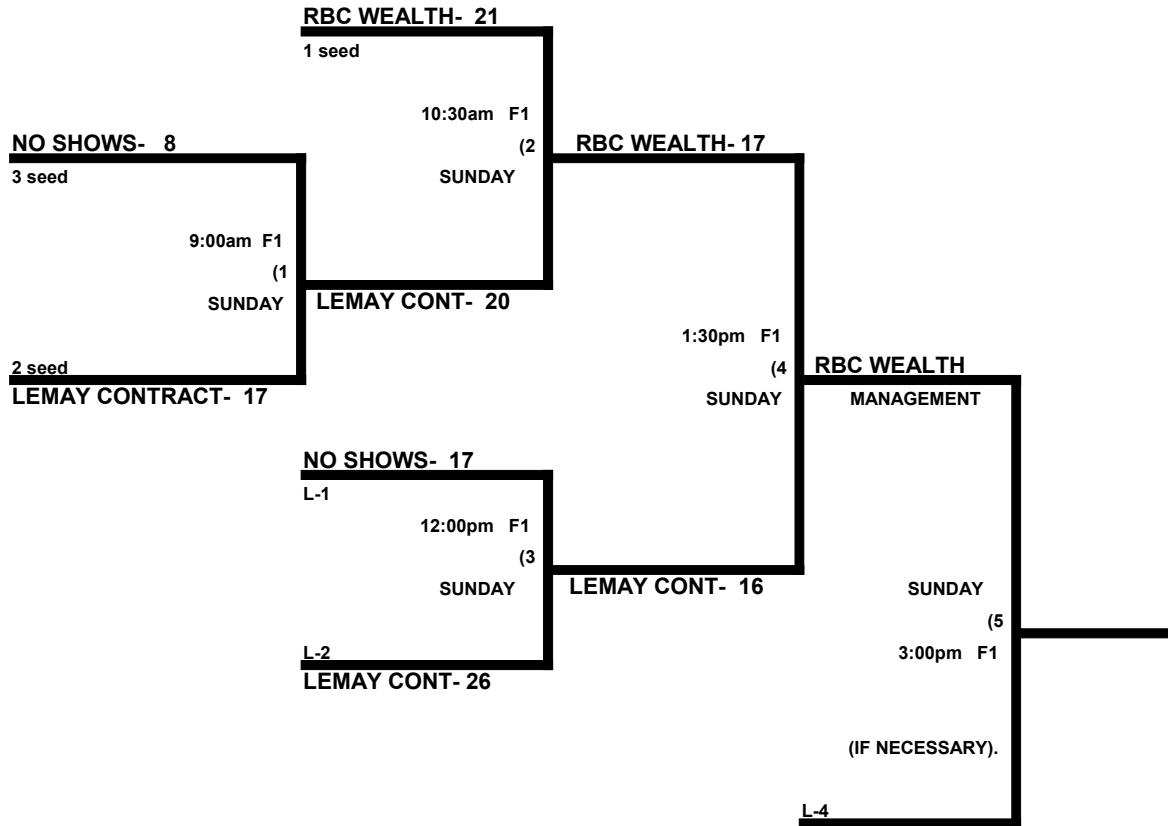 RBC WEALTH-  21
1 seed
10:30am   F1
(2
SUNDAY
NO SHOWS-   8
3 seed
9:00am  F1
(1
SUNDAY
2 seed
LEMAY CONTRACT-  17
LEMAY CONT-  20
RBC WEALTH- 17
1:30pm   F1
(4
SUNDAY
NO SHOWS-  17
L-1
12:00pm   F1
(3
SUNDAY
L-2
LEMAY CONT- 26
LEMAY CONT-  16
RBC WEALTH
MANAGEMENT
SUNDAY
(5
3:00pm   F1
(IF NECESSARY).
L-4